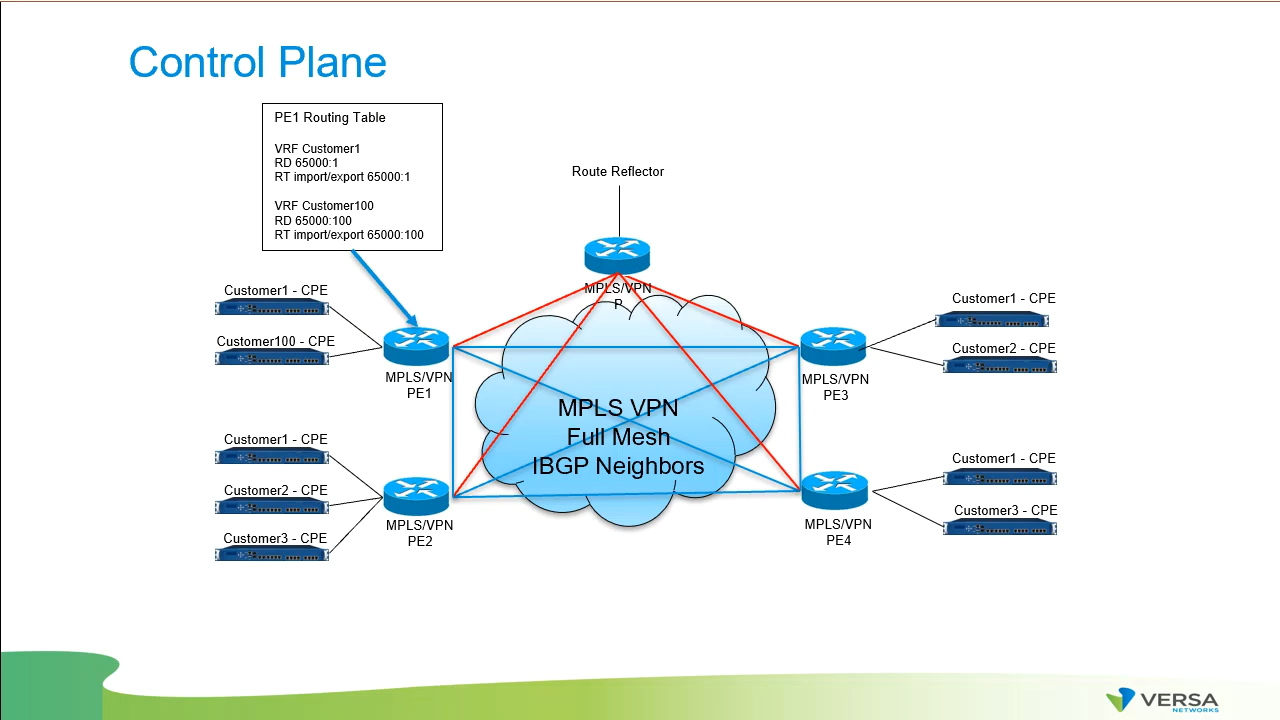 Control Plane
PE1 Routing Table
VRF Customer1
RD 65000:1
RT import/export 65000:1
VRF Customer100
RD 65000:100
RT import/export 65000:100
Route Reflector
MPLS/VPN
P
Customer1 - CPE
Customer100 - CPE
MPLS/VPN
PE1
Customer1 - CPE
Customer2 - CPE
MPLS/VPN
PE3
MPLS VPN
Full Mesh
IBGP Neighbors
Customer1 - CPE
Customer2 - CPE
Customer3 - CPE
MPLS/VPN
PE2
Customer1 - CPE
Customer3 - CPE
MPLS/VPN
PE4
VERSA
NETWORKS